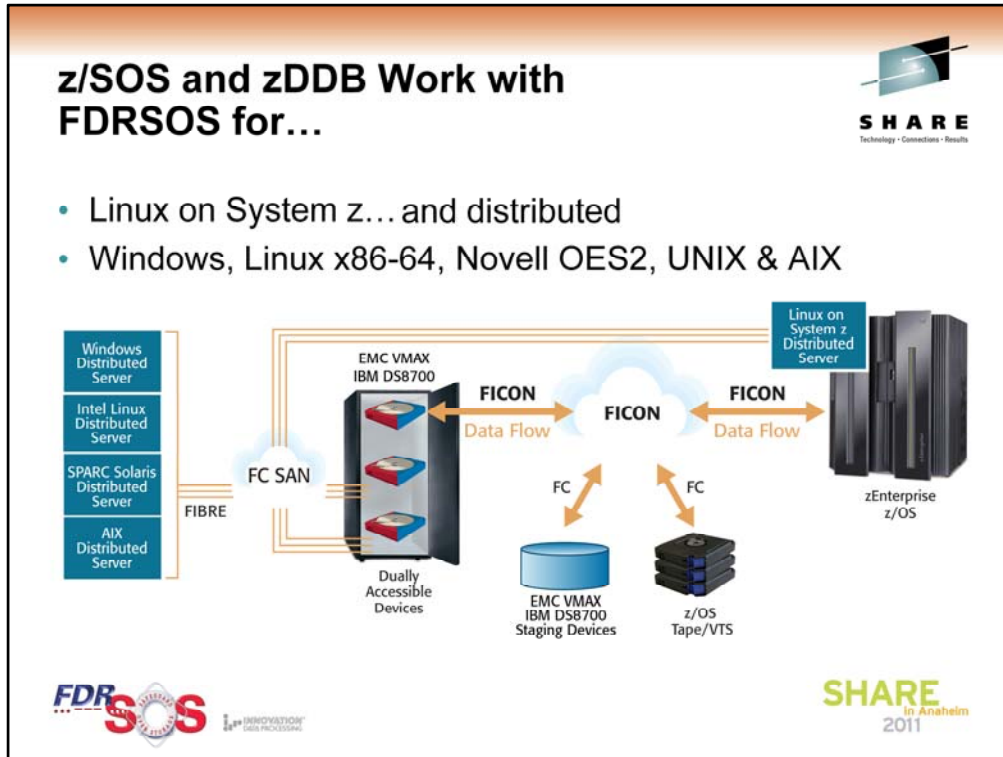 z/SOS and zDDB Work with
FDRSOS for…
SHARE
Technology • Connections • Results
• Linux on System z… and distributed
• Windows, Linux x86-64, Novell OES2, UNIX & AIX
Windows
Distributed
Server
Intel Linux
Distributed
Server
SPARC Solaris
Distributed
Server
AIX
Distributed
Server
FIBRE
FC SAN
EMC VMAX
IBM DS8700
Dually
Accessible
Devices
FICON
Data Flow
FICON
FICON
Data Flow
Linux on
System z
Distributed
Server
zEnterprise
z/OS
FC
FC
EMC VMAX
IBM DS8700
Staging Devices
z/OS
Tape/VTS
FDR
SOS
INNOVATION
DATA PROCESSING
SHARE
in Anaheim
2011